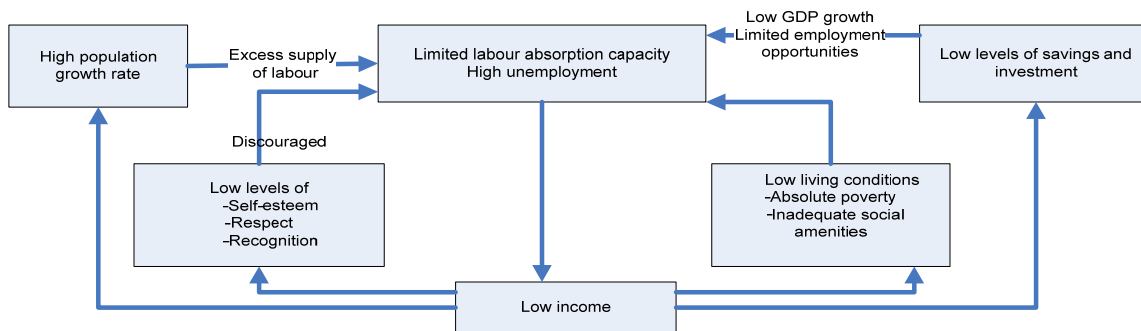 High population
growth rate
Excess supply
of labour
Limited labour absorption capacity
High unemployment
Low GDP growth
Limited employment
opportunities
Low levels of savings and
investment
Discouraged
Low levels of
-Self-esteem
-Respect
-Recognition
Low living conditions
-Absolute poverty
-Inadequate social
amenities
Low income